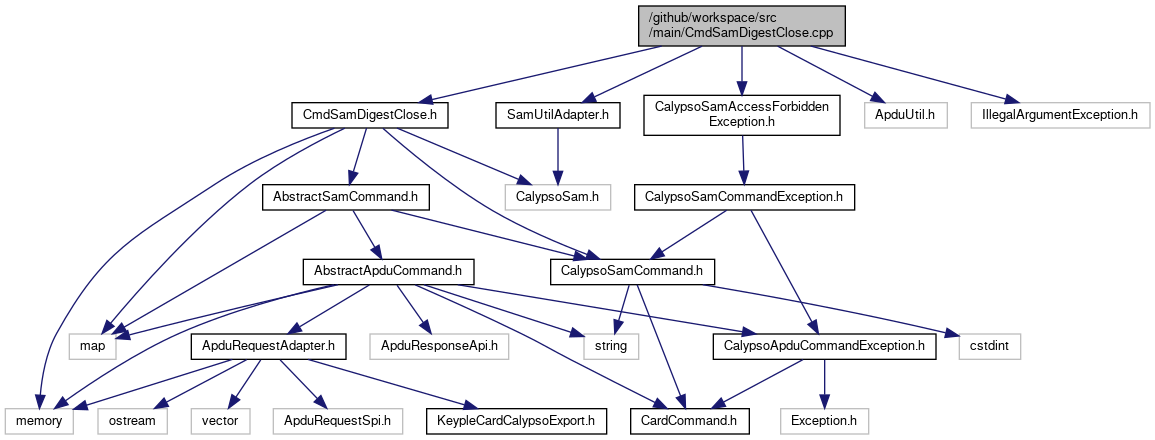 /github/workspace/src
/main/CmdSamDigestClose.cpp
CmdSamDigestClose.h
SamUtilAdapter.h
CalypsoSamAccessForbidden
Exception.h
ApduUtil.h
IllegalArgumentException.h
AbstractSamCommand.h
CalypsoSam.h
CalypsoSamCommandException.h
AbstractApduCommand.h
CalypsoSamCommand.h
map
ApduRequestAdapter.h
ApduResponseApi.h
string
CalypsoApduCommandException.h
cstdint
memory
ostream
vector
ApduRequestSpi.h
KeypleCardCalypsoExport.h
CardCommand.h
Exception.h